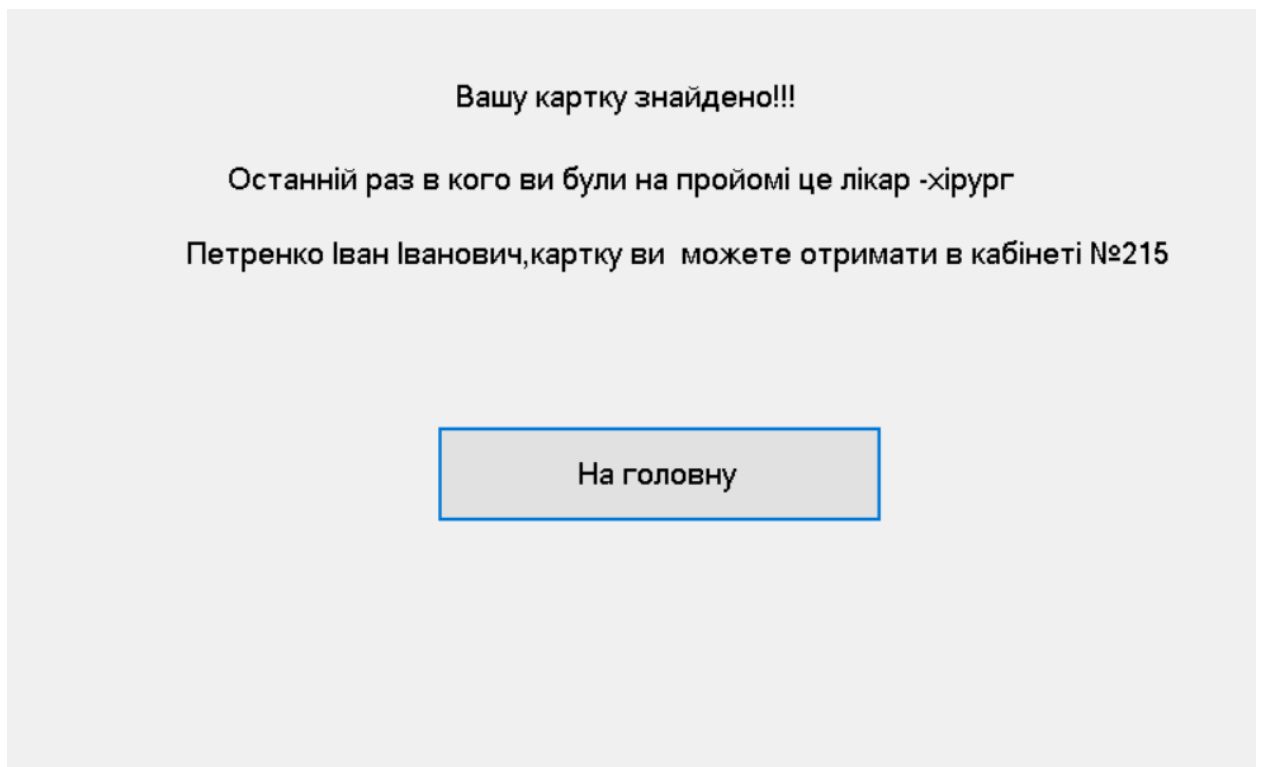 Вашу картку знайдено!!!
Останній раз в кого ви були на пройомі це лікар -хірург
Петренко Іван Іванович,картку ви  можете отримати в кабінеті №215
На головну